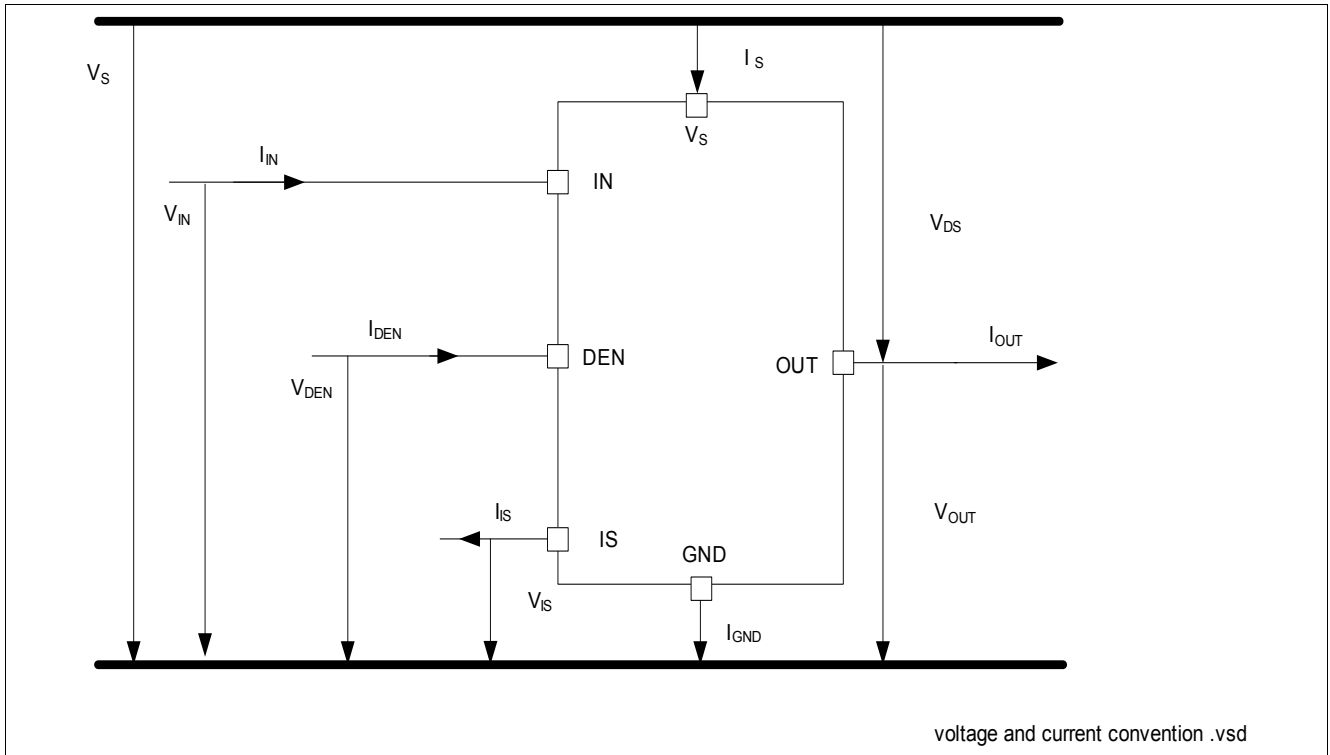 V_S
I_S
V_S
I_IN
IN
V_IN
V_DS
I_DEN
DEN
V_DEN
OUT
I_OUT
I_IS
IS
V_IS
GND
V_OUT
I_GND
voltage and current convention .vsd